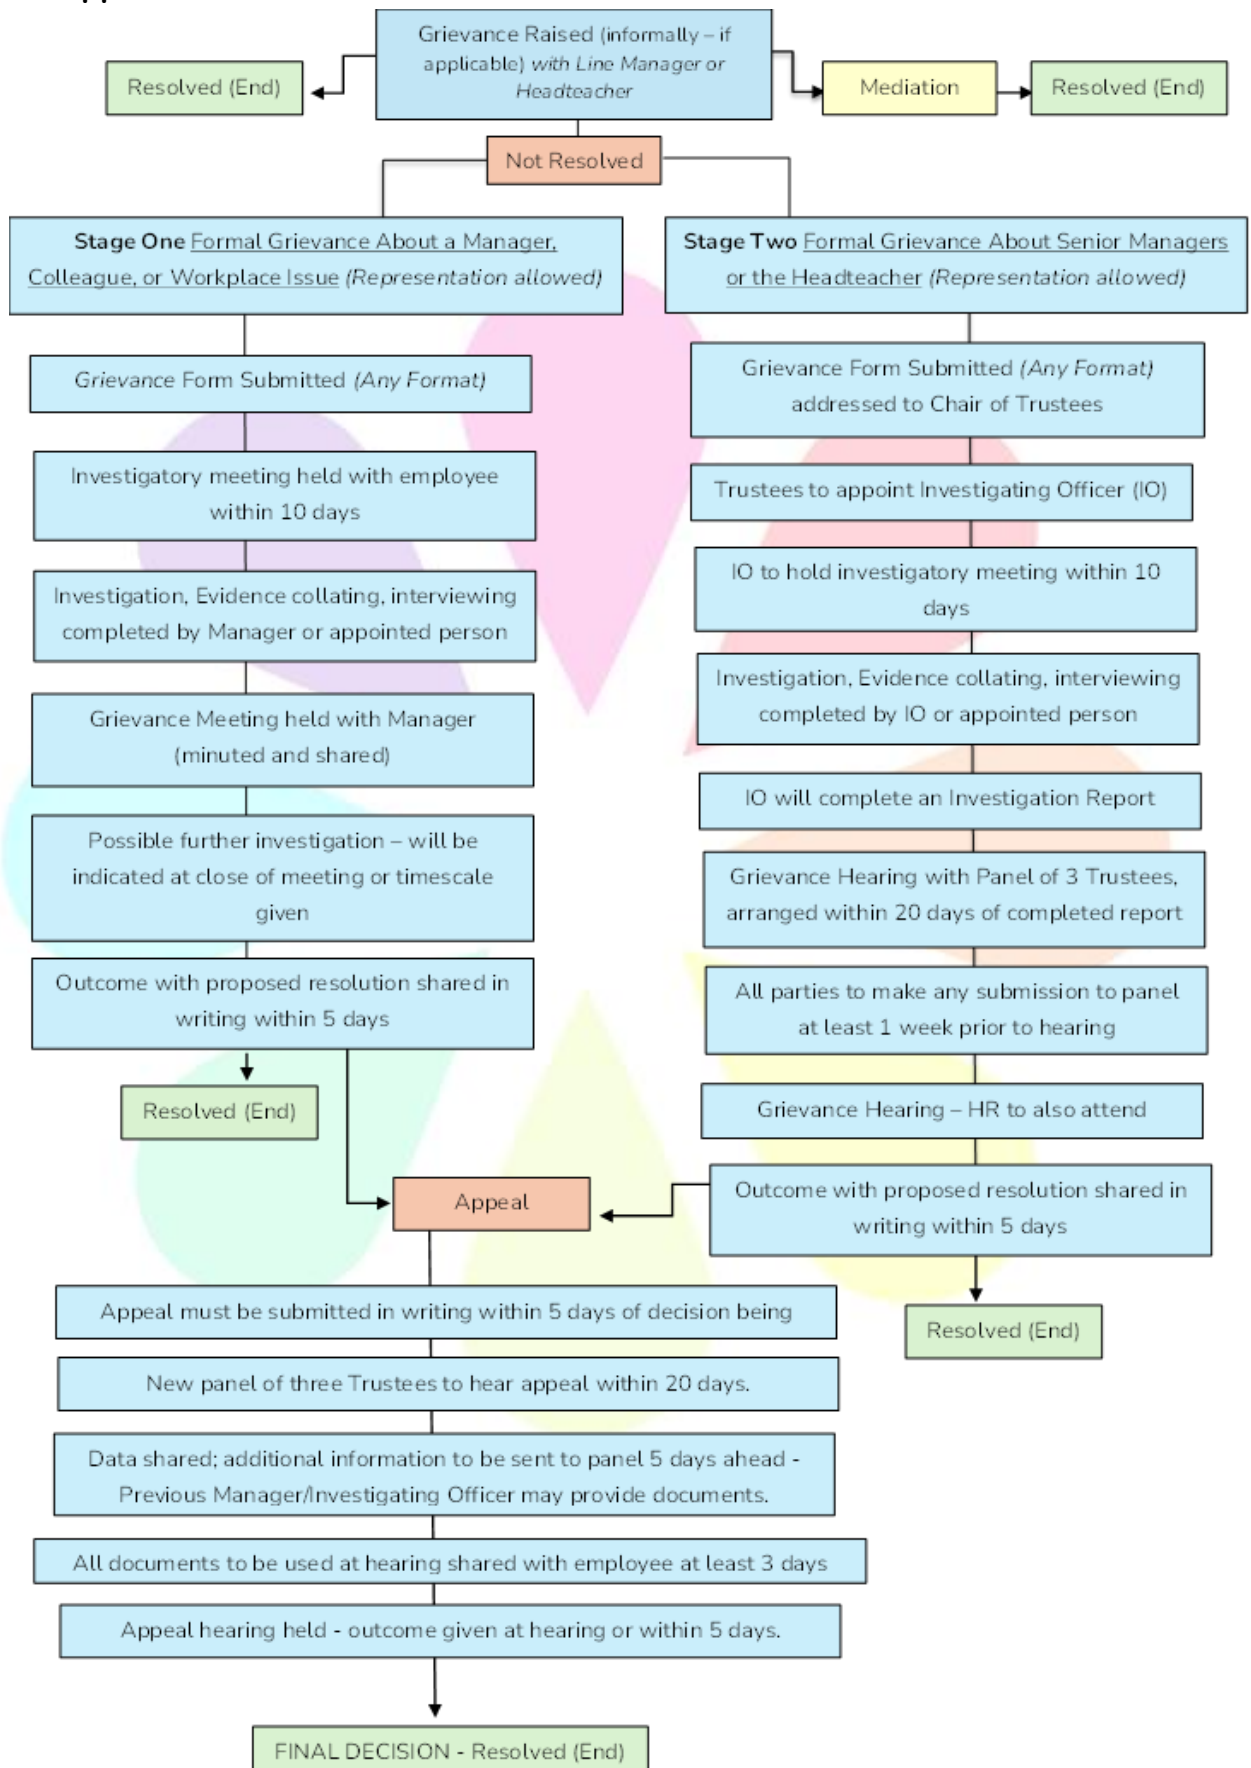 Grievance Raised (informally – if
applicable) with Line Manager or
Headteacher
Resolved (End)
Mediation
Resolved (End)
Not Resolved
Stage One Formal Grievance About a Manager,
Colleague, or Workplace Issue (Representation allowed)
Grievance Form Submitted (Any Format)
Investigatory meeting held with employee
within 10 days
Investigation, Evidence collating, interviewing
completed by Manager or appointed person
Grievance Meeting held with Manager
(minuted and shared)
Possible further investigation – will be
indicated at close of meeting or timescale
given
Outcome with proposed resolution shared in
writing within 5 days
Resolved (End)
Stage Two Formal Grievance About Senior Managers
or the Headteacher (Representation allowed)
Grievance Form Submitted (Any Format)
addressed to Chair of Trustees
Trustees to appoint Investigating Officer (IO)
IO to hold investigatory meeting within 10
days
Investigation, Evidence collating, interviewing
completed by IO or appointed person
IO will complete an Investigation Report
Grievance Hearing with Panel of 3 Trustees,
arranged within 20 days of completed report
All parties to make any submission to panel
at least 1 week prior to hearing
Grievance Hearing – HR to also attend
Outcome with proposed resolution shared in
writing within 5 days
Resolved (End)
Appeal
Appeal must be submitted in writing within 5 days of decision being
New panel of three Trustees to hear appeal within 20 days.
Data shared; additional information to be sent to panel 5 days ahead -
Previous Manager/Investigating Officer may provide documents.
All documents to be used at hearing shared with employee at least 3 days
Appeal hearing held - outcome given at hearing or within 5 days.
FINAL DECISION - Resolved (End)